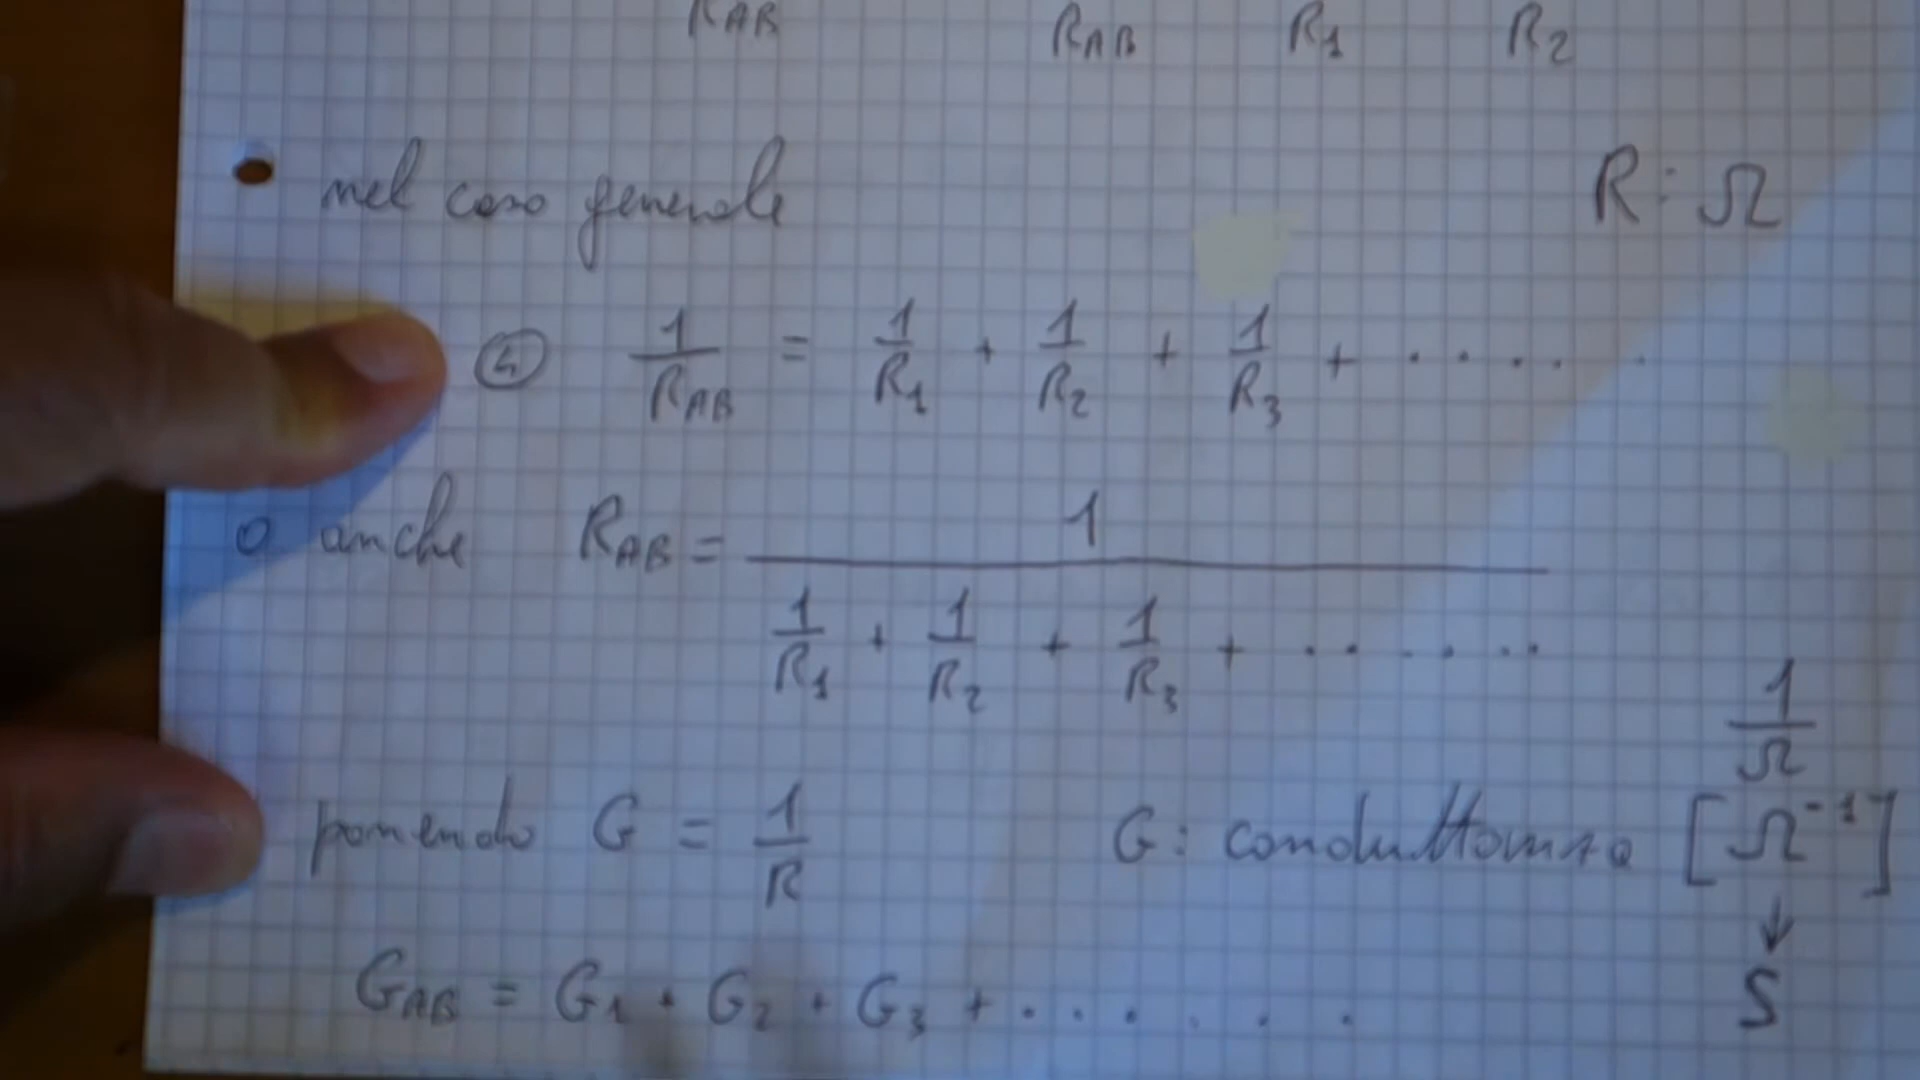 RAB RAB R1 R2
nel caso generale R: Ω
④ 1/RAB = 1/R1 + 1/R2 + 1/R3 + . . . . .
o anche RAB = 1/(1/R1 + 1/R2 + 1/R3 + . . . . . .)
1/Ω
ponendo G = 1/R G: conduttanza [Ω⁻¹]
↓
GAB = G1 + G2 + G3 + . . . . . . S